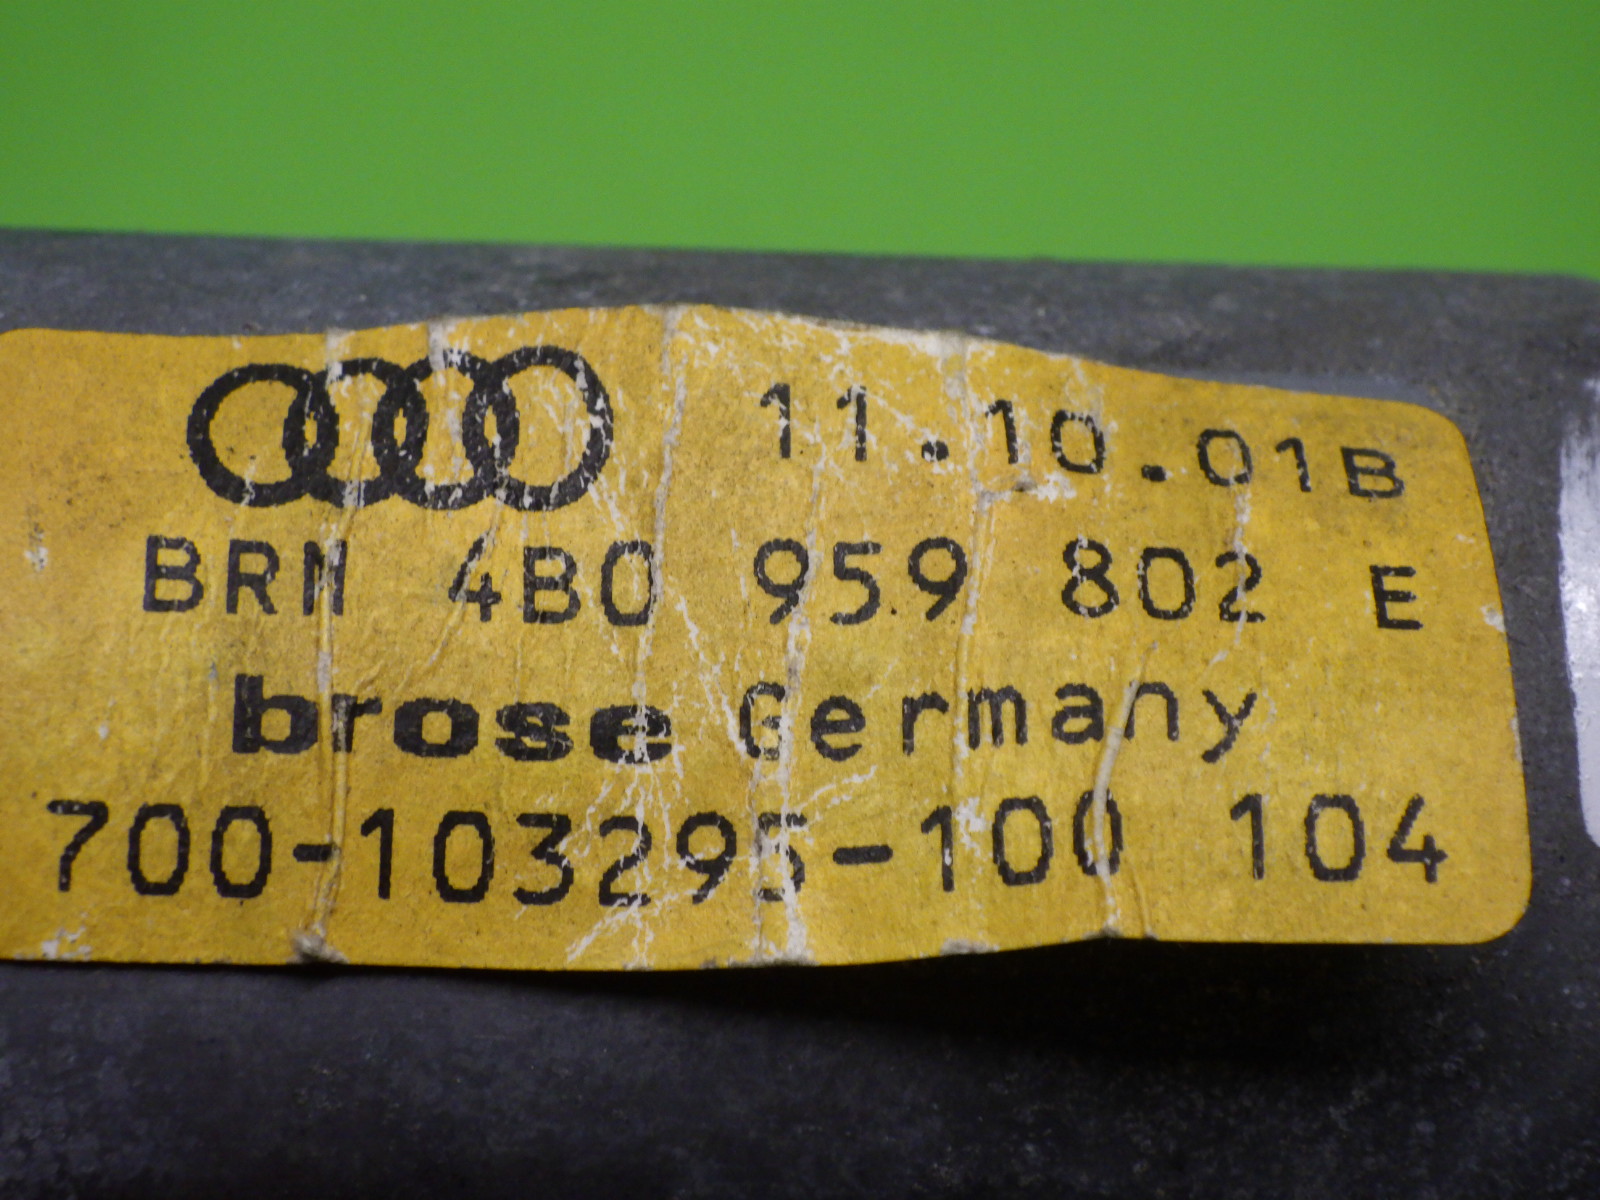 11.10.01B
BRM 4B0 959 802 E
brose Germany
700-103295-100 104